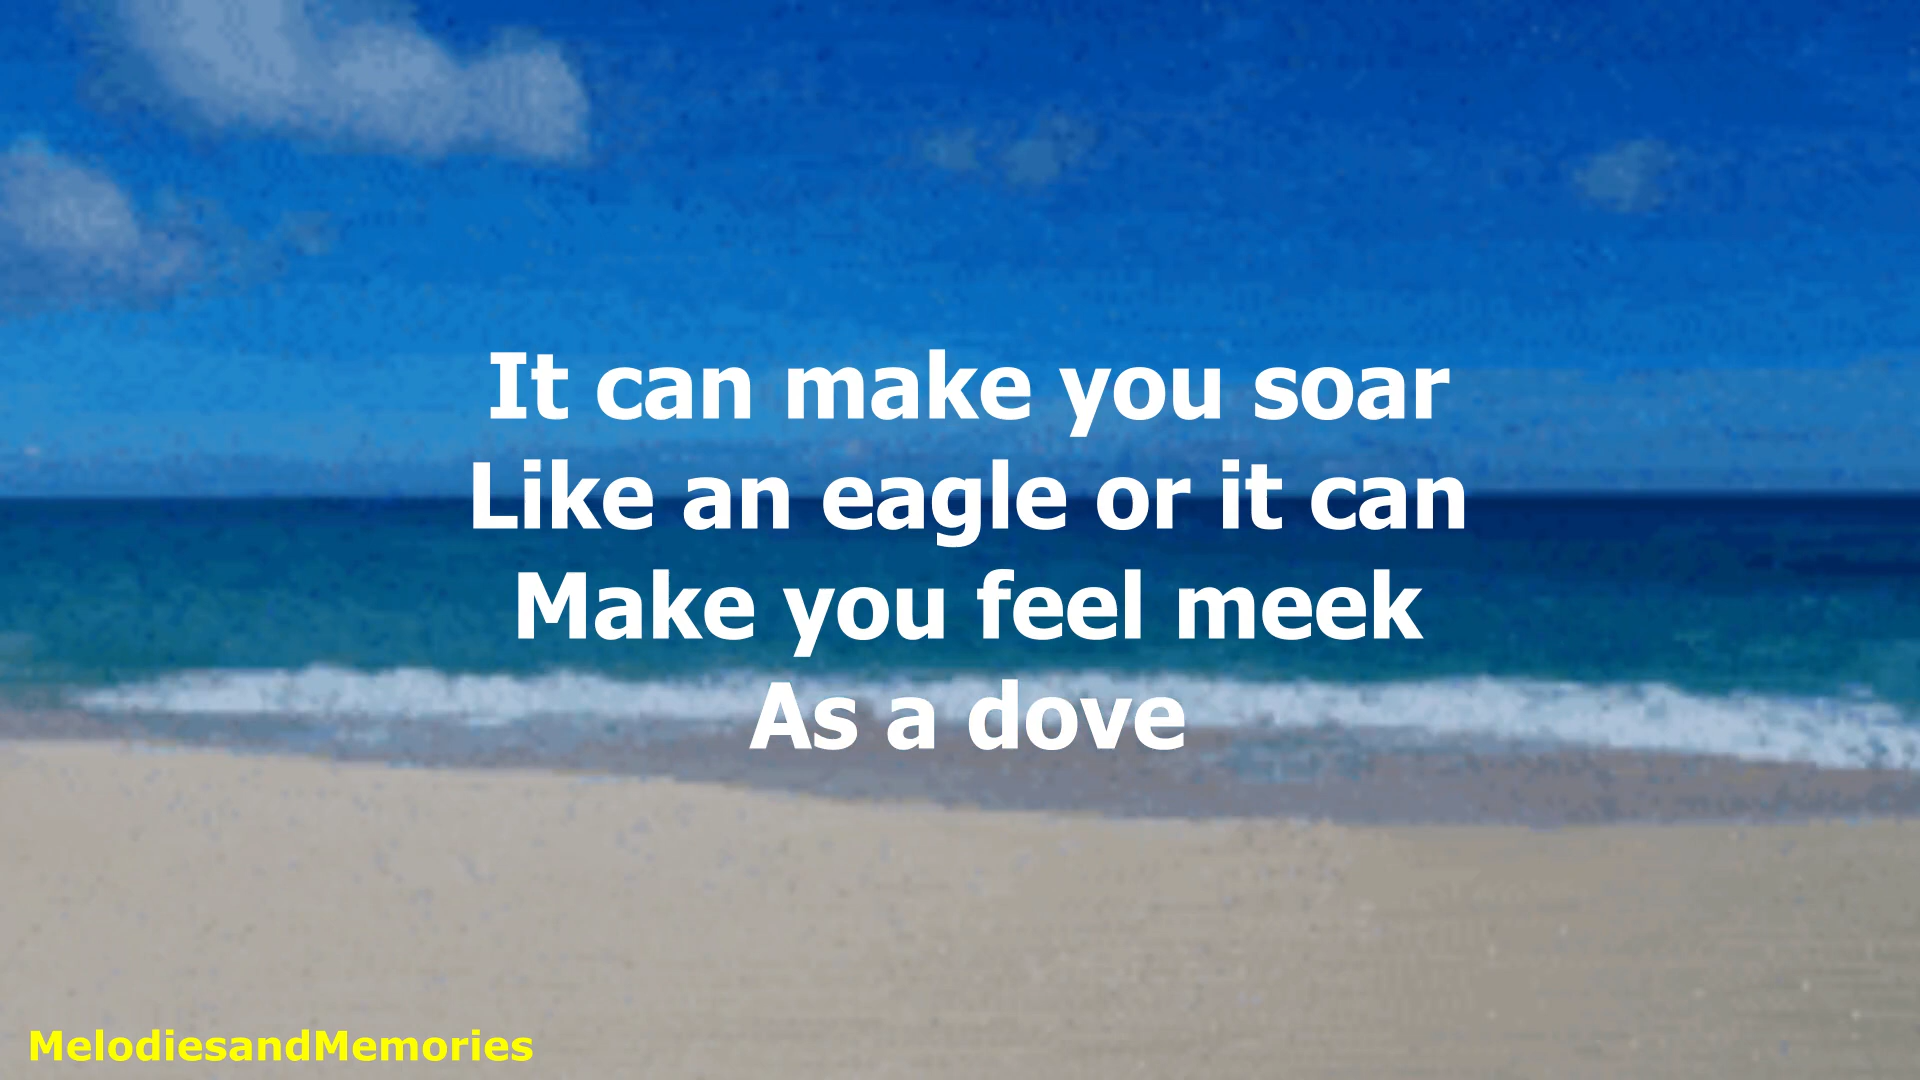 It can make you soar
Like an eagle or it can
Make you feel meek
As a dove
MelodiesandMemories